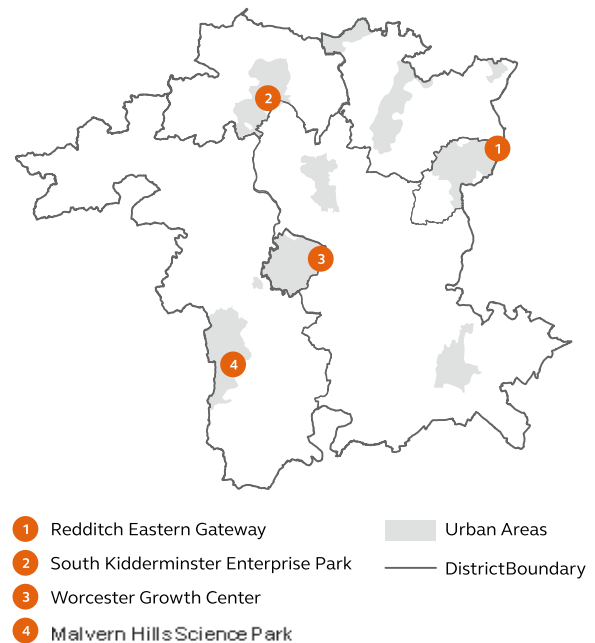 2
1
3
4
1 Redditch Eastern Gateway
2 South Kidderminster Enterprise Park
3 Worcester Growth Center
4 Malvern Hills Science Park
Urban Areas
DistrictBoundary